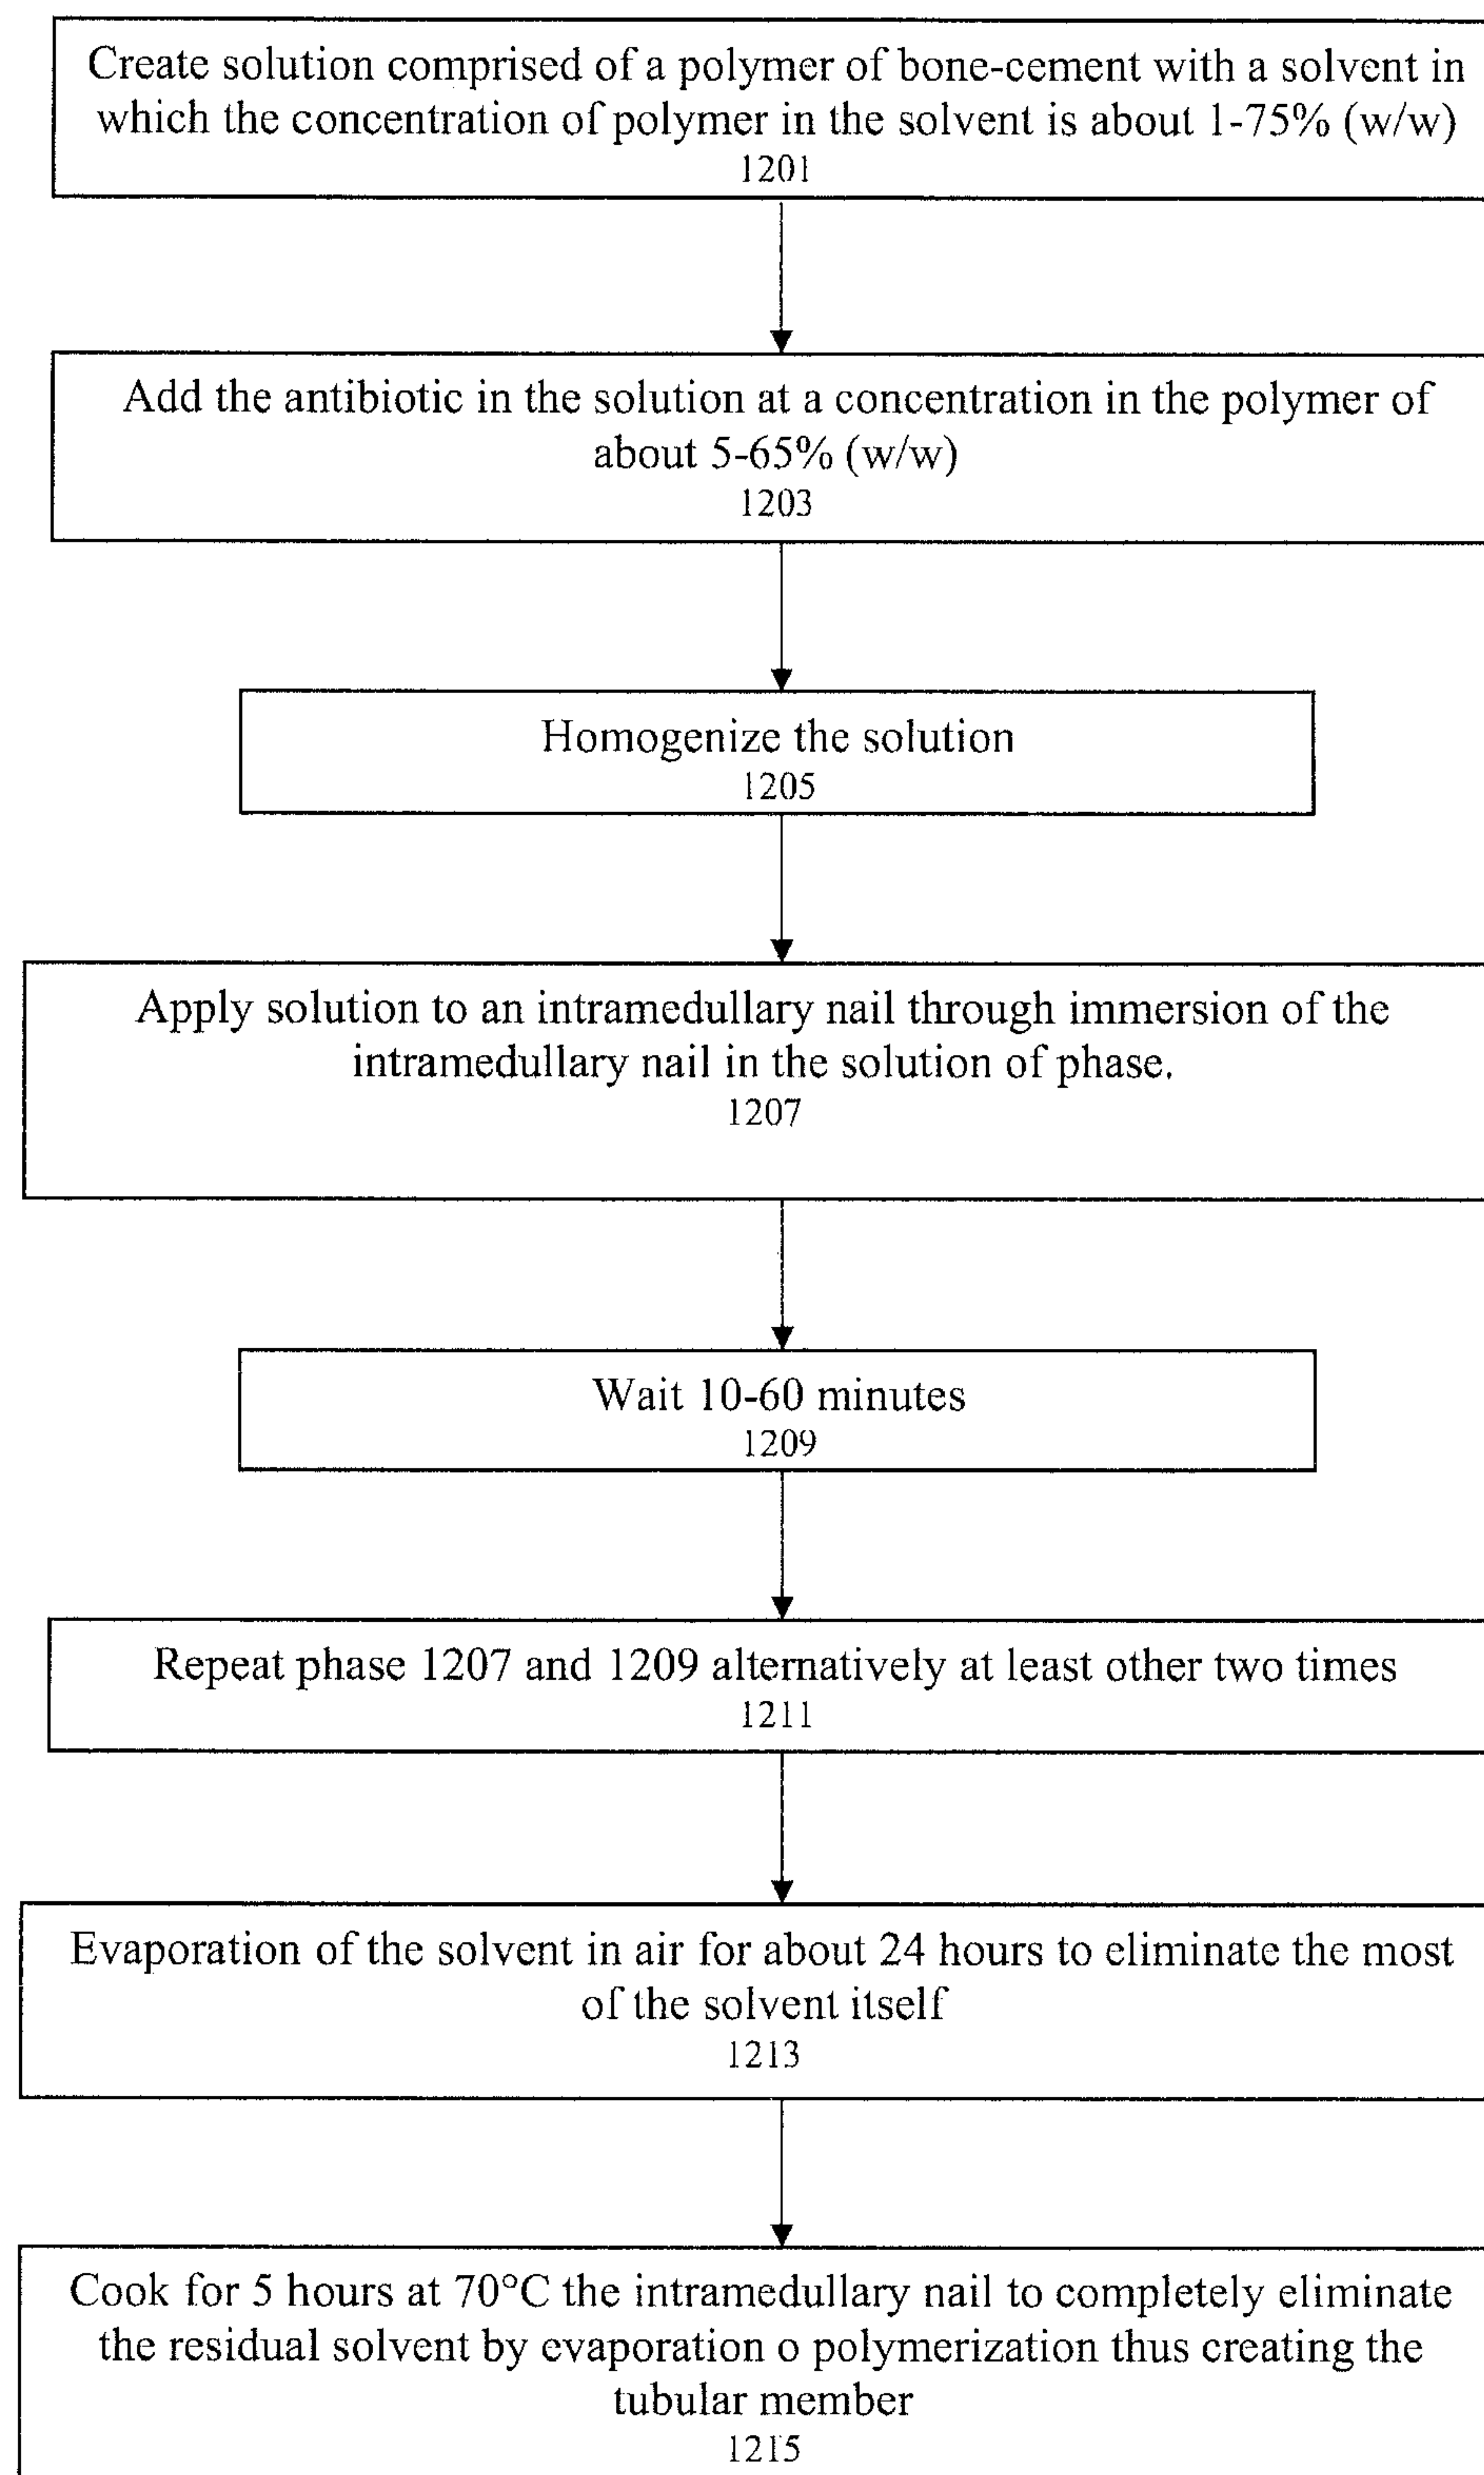 Create solution comprised of a polymer of bone-cement with a solvent in
which the concentration of polymer in the solvent is about 1-75% (w/w)
1201
Add the antibiotic in the solution at a concentration in the polymer of
about 5-65% (w/w)
1203
Homogenize the solution
1205
Apply solution to an intramedullary nail through immersion of the
intramedullary nail in the solution of phase.
1207
Wait 10-60 minutes
1209
Repeat phase 1207 and 1209 alternatively at least other two times
1211
Evaporation of the solvent in air for about 24 hours to eliminate the most
of the solvent itself
1213
Cook for 5 hours at 70°C the intramedullary nail to completely eliminate
the residual solvent by evaporation o polymerization thus creating the
tubular member
1215